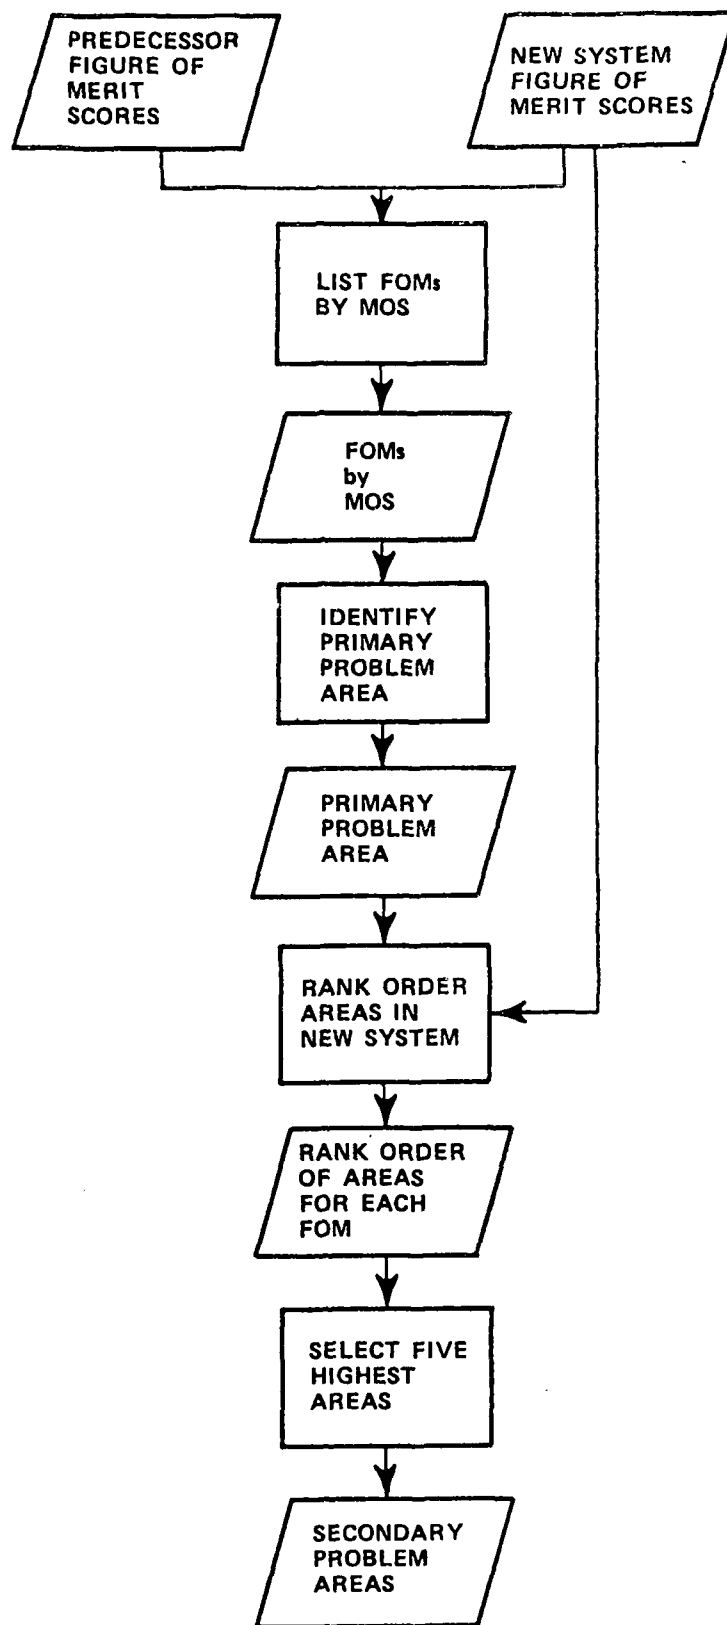 PREDECESSOR
FIGURE OF
MERIT
SCORES
NEW SYSTEM
FIGURE OF
MERIT SCORES
LIST FOMs
BY MOS
FOMs
by
MOS
IDENTIFY
PRIMARY
PROBLEM
AREA
PRIMARY
PROBLEM
AREA
RANK ORDER
AREAS IN
NEW SYSTEM
RANK ORDER
OF AREAS
FOR EACH
FOM
SELECT FIVE
HIGHEST
AREAS
SECONDARY
PROBLEM
AREAS